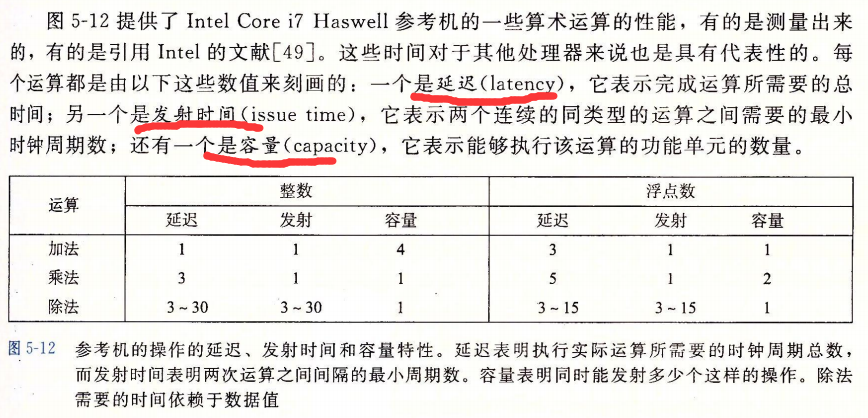 图 5-12 提供了 Intel Core i7 Haswell 参考机的一些算术运算的性能，有的是测量出来
的，有的是引用 Intel 的文献[49]。这些时间对于其他处理器来说也是具有代表性的。每
个运算都是由以下这些数值来刻画的：一个是延迟(latency)，它表示完成运算所需要的总
时间；另一个是发射时间(issue time)，它表示两个连续的同类型的运算之间需要的最小
时钟周期数；还有一个是容量(capacity)，它表示能够执行该运算的功能单元的数量。
运算 整数 浮点数
延迟 发射 容量 延迟 发射 容量
加法 1 1 4 3 1 1
乘法 3 1 1 5 1 2
除法 3~30 3~30 1 3~15 3~15 1
图 5-12 参考机的操作的延迟、发射时间和容量特性。延迟表明执行实际运算所需要的时钟周期总数，
而发射时间表明两次运算之间间隔的最小周期数。容量表明同时能发射多少个这样的操作。除法
需要的时间依赖于数据值